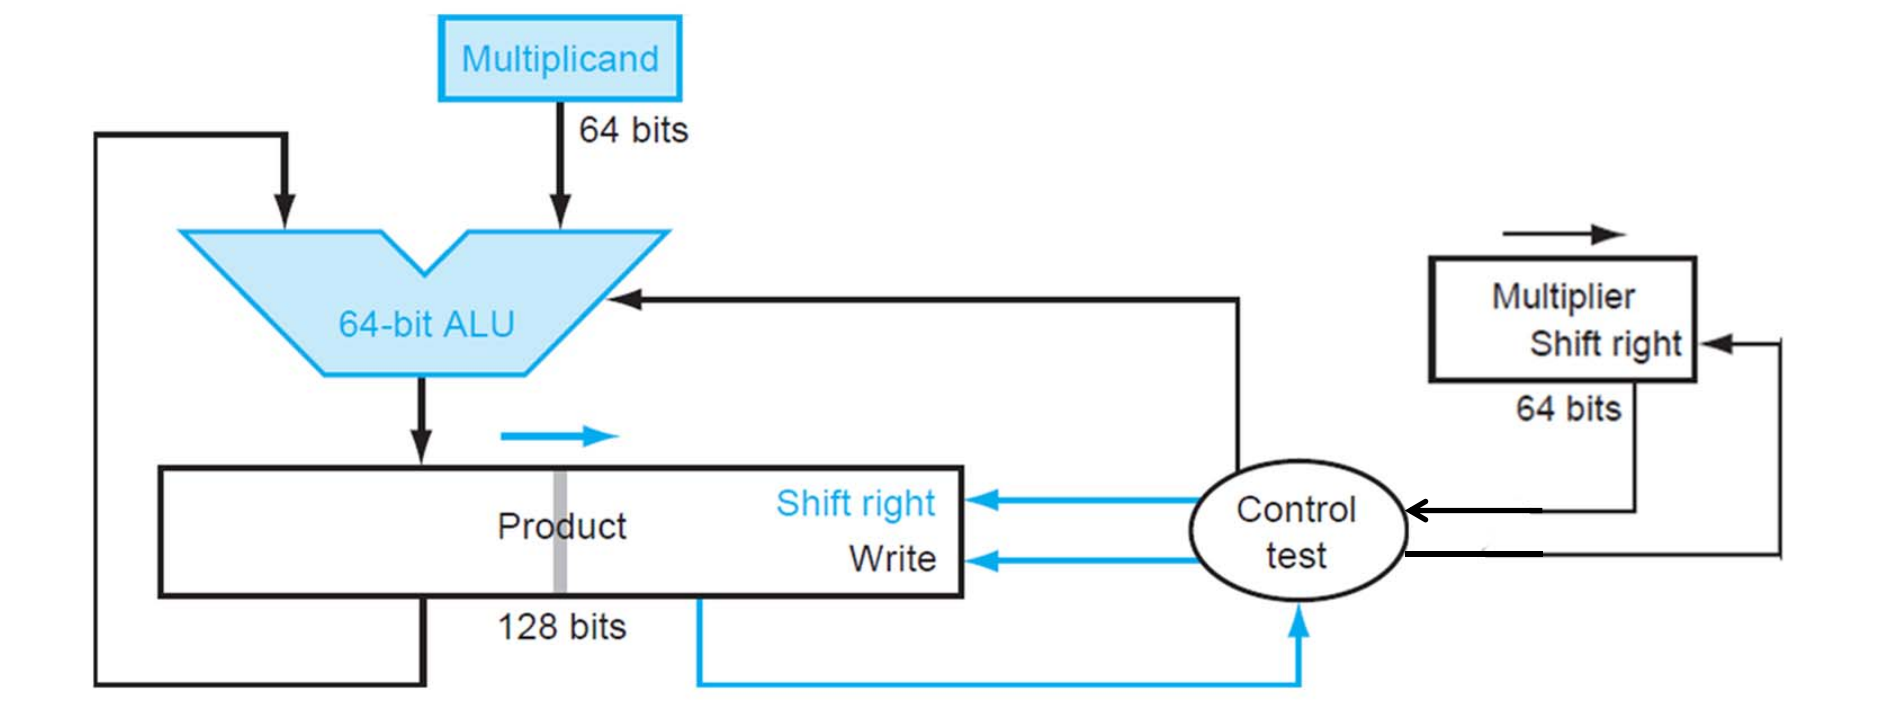 Multiplicand
64 bits
64-bit ALU
Multiplier
Shift right
64 bits
Product
Shift right
Write
128 bits
Control
test